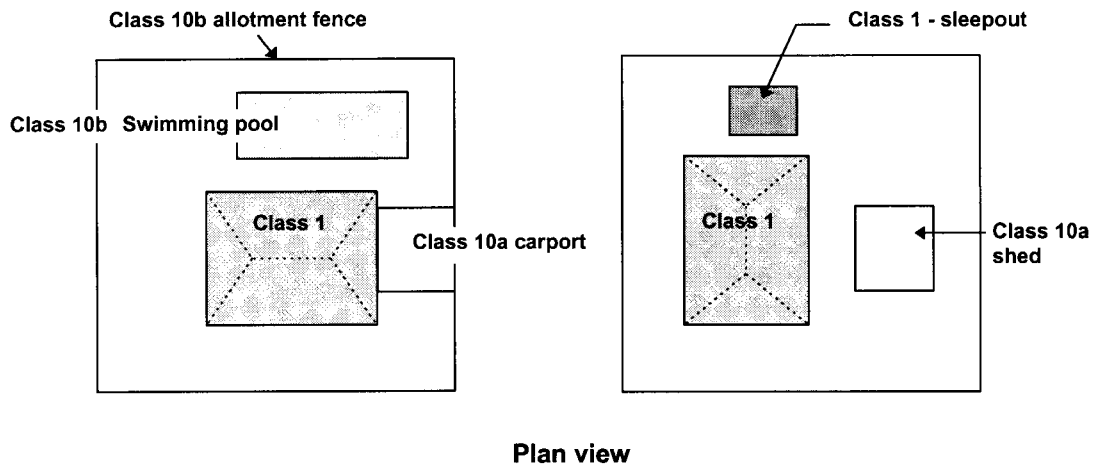 Class 10b allotment fence
Class 10b Swimming pool
Class 1
Class 10a carport
Class 1 - sleepout
Class 1
Class 10a
shed
Plan view